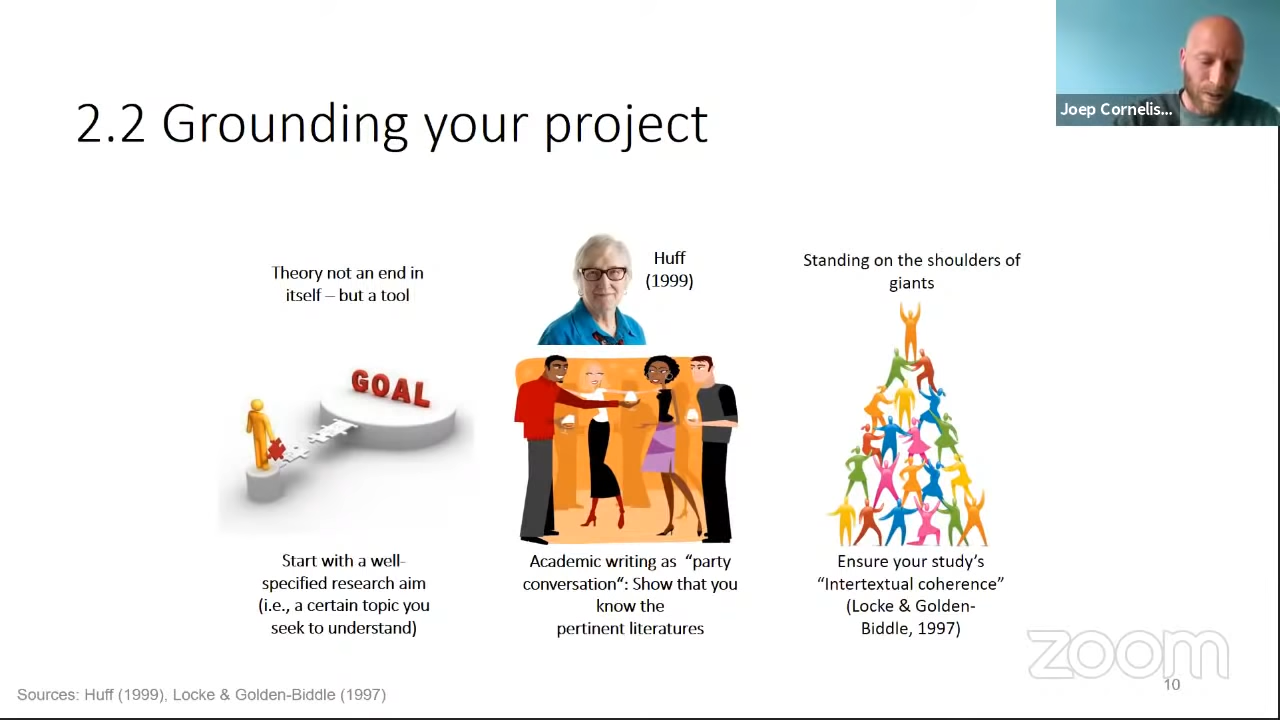 Joep Cornelis...
2.2 Grounding your project
Theory not an end in
itself – but a tool
GOAL
Start with a well-
specified research aim
(i.e., a certain topic you
seek to understand)
Huff
(1999)
Academic writing as “party
conversation“: Show that you
know the
pertinent literatures
Standing on the shoulders of
giants
Ensure your study’s
“Intertextual coherence”
(Locke & Golden-
Biddle, 1997)
zoom
Sources: Huff (1999), Locke & Golden-Biddle (1997)
10